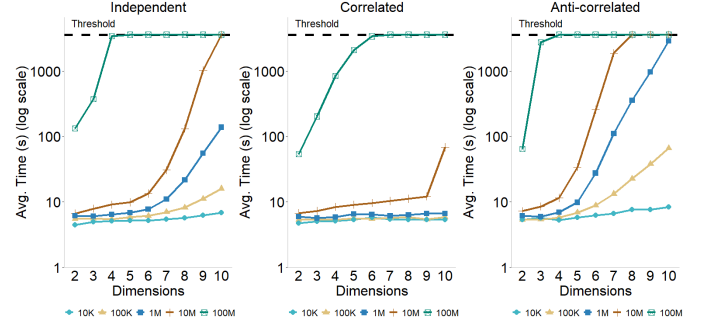 Independent
Threshold
Avg. Time (s) (log scale)
1000
100
10
1
2 3 4 5 6 7 8 9 10
Dimensions
10K 100K 1M 10M 100M
Correlated
Threshold
Avg. Time (s) (log scale)
1000
100
10
1
2 3 4 5 6 7 8 9 10
Dimensions
Anti-correlated
Threshold
Avg. Time (s) (log scale)
1000
100
10
1
2 3 4 5 6 7 8 9 10
Dimensions
10K 100K 1M 10M 100M
10K 100K 1M 10M 100M